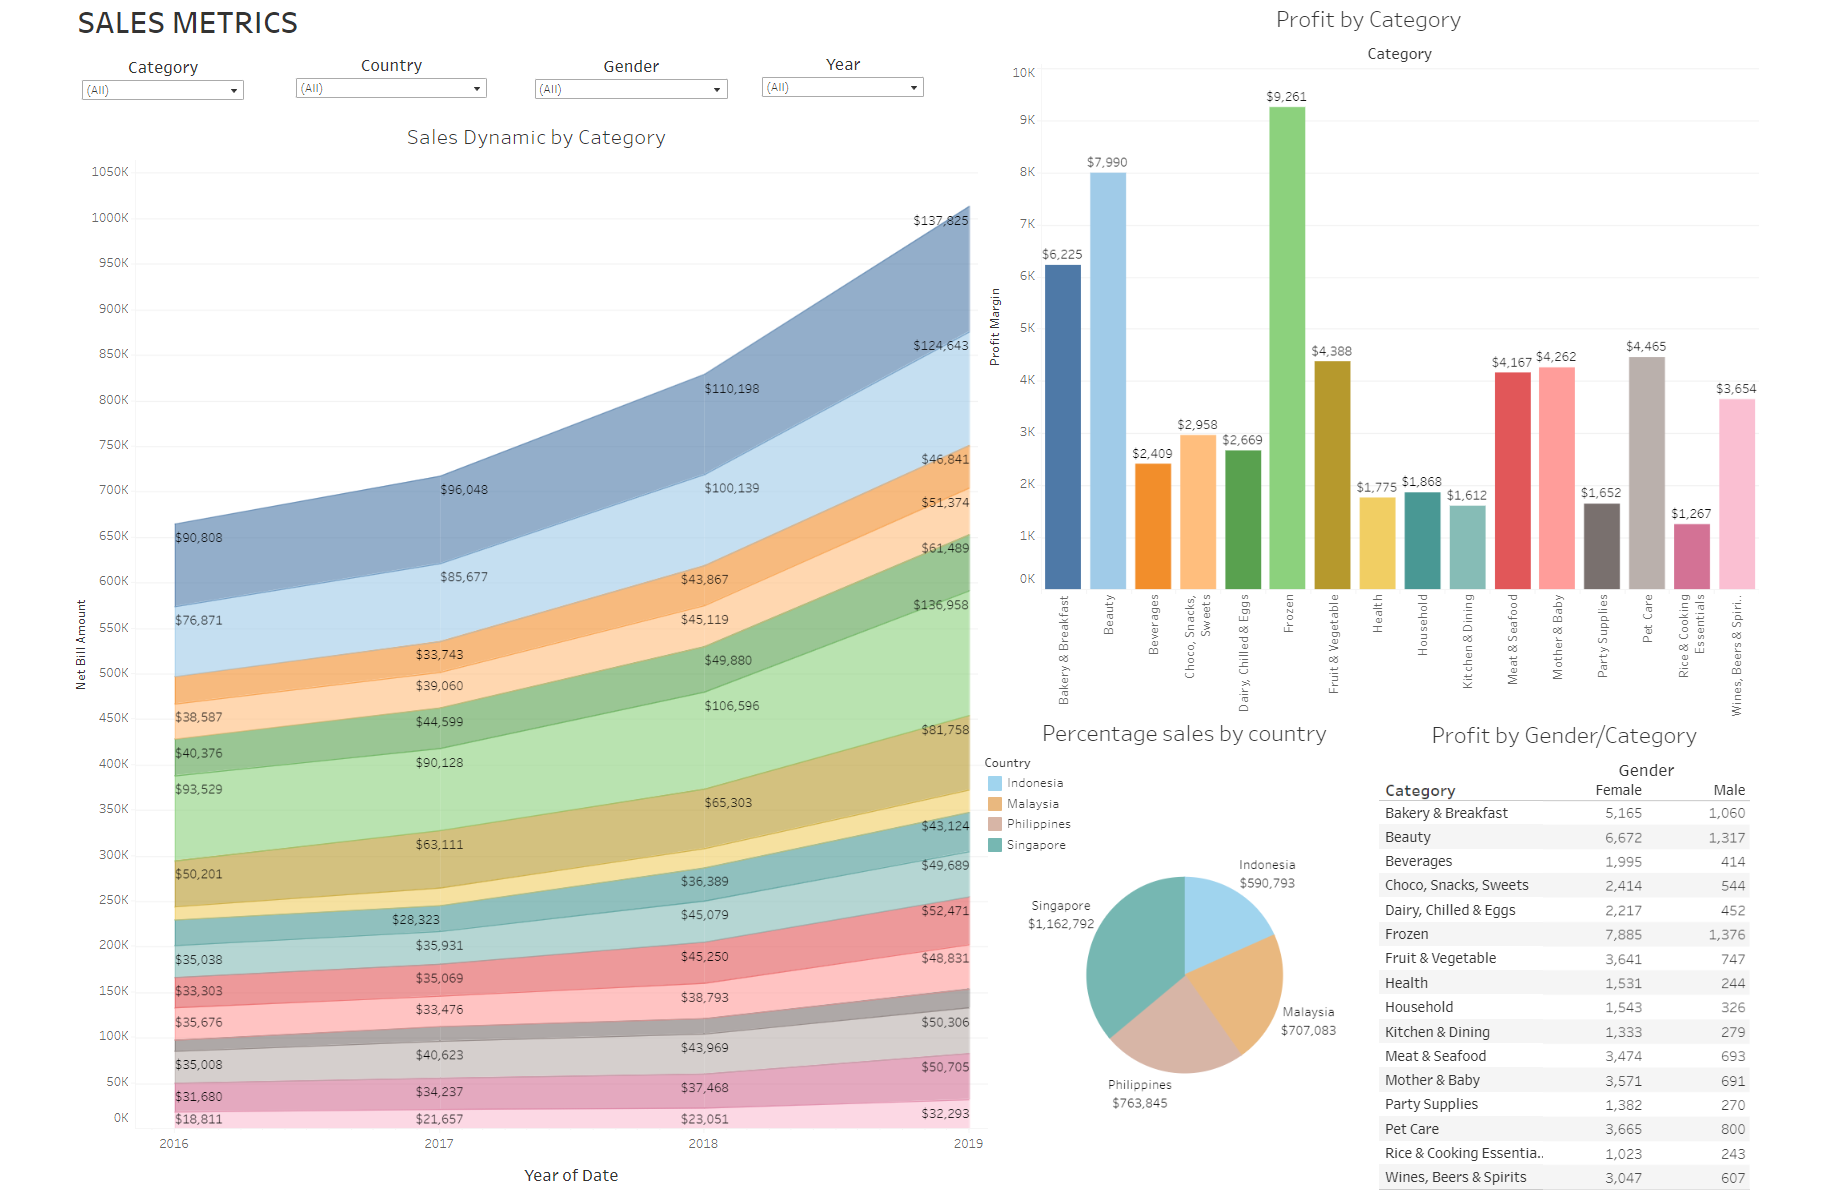 SALES METRICS
Category
Country
Gender
Year
(All)
(All)
(All)
(All)
Sales Dynamic by Category
Net Bill Amount
1050K
1000K
950K
900K
850K
800K
750K
700K
650K
600K
550K
500K
450K
400K
350K
300K
250K
200K
150K
100K
50K
0K
$90,808
$76,871
$38,587
$40,376
$93,529
$50,201
$35,038
$33,303
$35,676
$35,008
$31,680
$18,811
$96,048
$85,677
$33,743
$39,060
$44,599
$90,128
$63,111
$28,323
$35,931
$35,069
$33,476
$40,623
$34,237
$21,657
$110,198
$100,139
$43,867
$45,119
$49,880
$106,596
$65,303
$36,389
$45,079
$45,250
$38,793
$43,969
$37,468
$23,051
$137,825
$124,643
$46,841
$51,374
$61,489
$136,958
$81,758
$43,124
$49,689
$52,471
$48,831
$50,306
$50,705
$32,293
2016 2017 2018 2019
Year of Date
Profit by Category
Category
Profit Margin
10K
9K
8K
7K
6K
5K
4K
3K
2K
1K
0K
$6,225
$7,990
$2,409
$2,958
$2,669
$9,261
$4,388
$1,775
$1,868
$1,612
$4,167
$4,262
$1,652
$4,465
$1,267
$3,654
Bakery & Breakfast
Beauty
Beverages
Choco, Snacks,
Sweets
Dairy, Chilled & Eggs
Frozen
Fruit & Vegetable
Health
Household
Kitchen & Dining
Meat & Seafood
Mother & Baby
Party Supplies
Pet Care
Rice & Cooking
Essentials
Wines, Beers & Spiri..
Percentage sales by country
Country
Indonesia
Malaysia
Philippines
Singapore
Indonesia
$590,793
Singapore
$1,162,792
Malaysia
$707,083
Philippines
$763,845
Profit by Gender/Category
Gender
Category Female Male
Bakery & Breakfast 5,165 1,060
Beauty 6,672 1,317
Beverages 1,995 414
Choco, Snacks, Sweets 2,414 544
Dairy, Chilled & Eggs 2,217 452
Frozen 7,885 1,376
Fruit & Vegetable 3,641 747
Health 1,531 244
Household 1,543 326
Kitchen & Dining 1,333 279
Meat & Seafood 3,474 693
Mother & Baby 3,571 691
Party Supplies 1,382 270
Pet Care 3,665 800
Rice & Cooking Essentia.. 1,023 243
Wines, Beers & Spirits 3,047 607